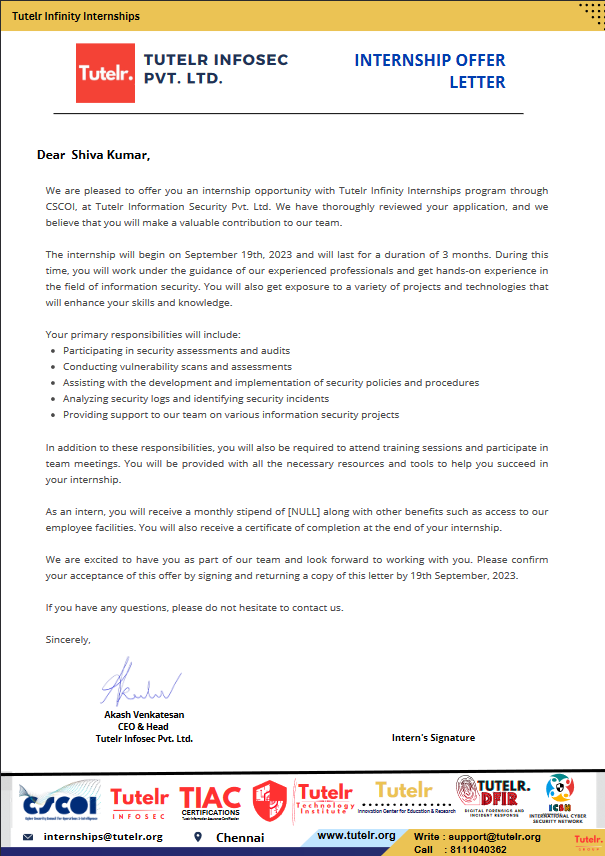 Tutelr Infinity Internships
Tutelr.
TUTELR INFOSEC
PVT. LTD.
INTERNSHIP OFFER
LETTER
Dear Shiva Kumar,
We are pleased to offer you an internship opportunity with Tutelr Infinity Internships program through
CSCOI, at Tutelr Information Security Pvt. Ltd. We have thoroughly reviewed your application, and we
believe that you will make a valuable contribution to our team.
The internship will begin on September 19th, 2023 and will last for a duration of 3 months. During this
time, you will work under the guidance of our experienced professionals and get hands-on experience in
the field of information security. You will also get exposure to a variety of projects and technologies that
will enhance your skills and knowledge.
Your primary responsibilities will include:
• Participating in security assessments and audits
• Conducting vulnerability scans and assessments
• Assisting with the development and implementation of security policies and procedures
• Analyzing security logs and identifying security incidents
• Providing support to our team on various information security projects
In addition to these responsibilities, you will also be required to attend training sessions and participate in
team meetings. You will be provided with all the necessary resources and tools to help you succeed in
your internship.
As an intern, you will receive a monthly stipend of [NULL] along with other benefits such as access to our
employee facilities. You will also receive a certificate of completion at the end of your internship.
We are excited to have you as part of our team and look forward to working with you. Please confirm
your acceptance of this offer by signing and returning a copy of this letter by 19th September, 2023.
If you have any questions, please do not hesitate to contact us.
Sincerely,
Akash Venkatesan
CEO & Head
Tutelr Infosec Pvt. Ltd.
Intern's Signature
CSCOI
Tutelr
INFOSEC
TIAC
CERTIFICATIONS
Tutelr Information Assurance Certification
Tutelr
Technology
Institute
Tutelr
Innovation Center for Education & Research
TUTELR.
DFIR
DIGITAL FORENSICS AND
INCIDENT RESPONSE
ICSN
INTERNATIONAL CYBER
SECURITY NETWORK
internships@tutelr.org
Chennai
www.tutelr.org
Write : support@tutelr.org
Call : 8111040362
Tutelr
GROUP